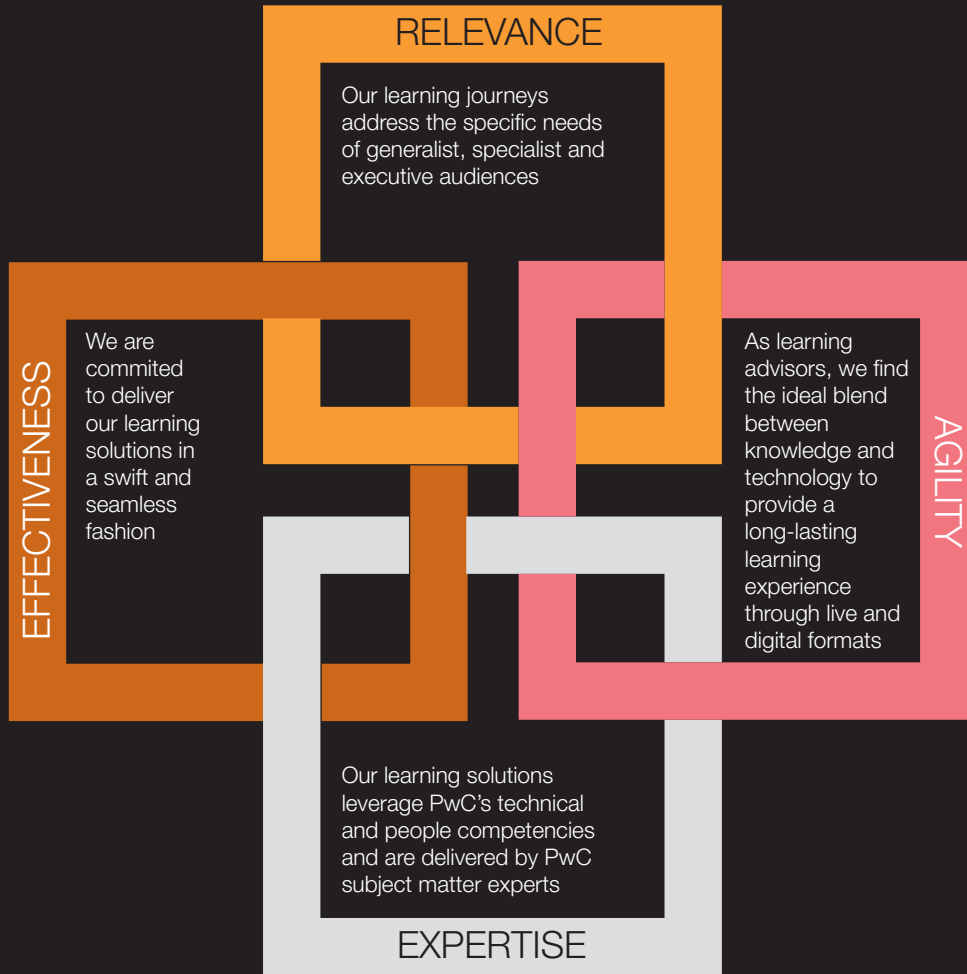 RELEVANCE
Our learning journeys
address the specific needs
of generalist, specialist and
executive audiences
EFFECTIVENESS
We are
commited
to deliver
our learning
solutions in
a swift and
seamless
fashion
As learning
advisors, we find
the ideal blend
between
knowledge and
technology to
provide a
long-lasting
learning
experience
through live and
digital formats
AGILITY
Our learning solutions
leverage PwC’s technical
and people competencies
and are delivered by PwC
subject matter experts
EXPERTISE